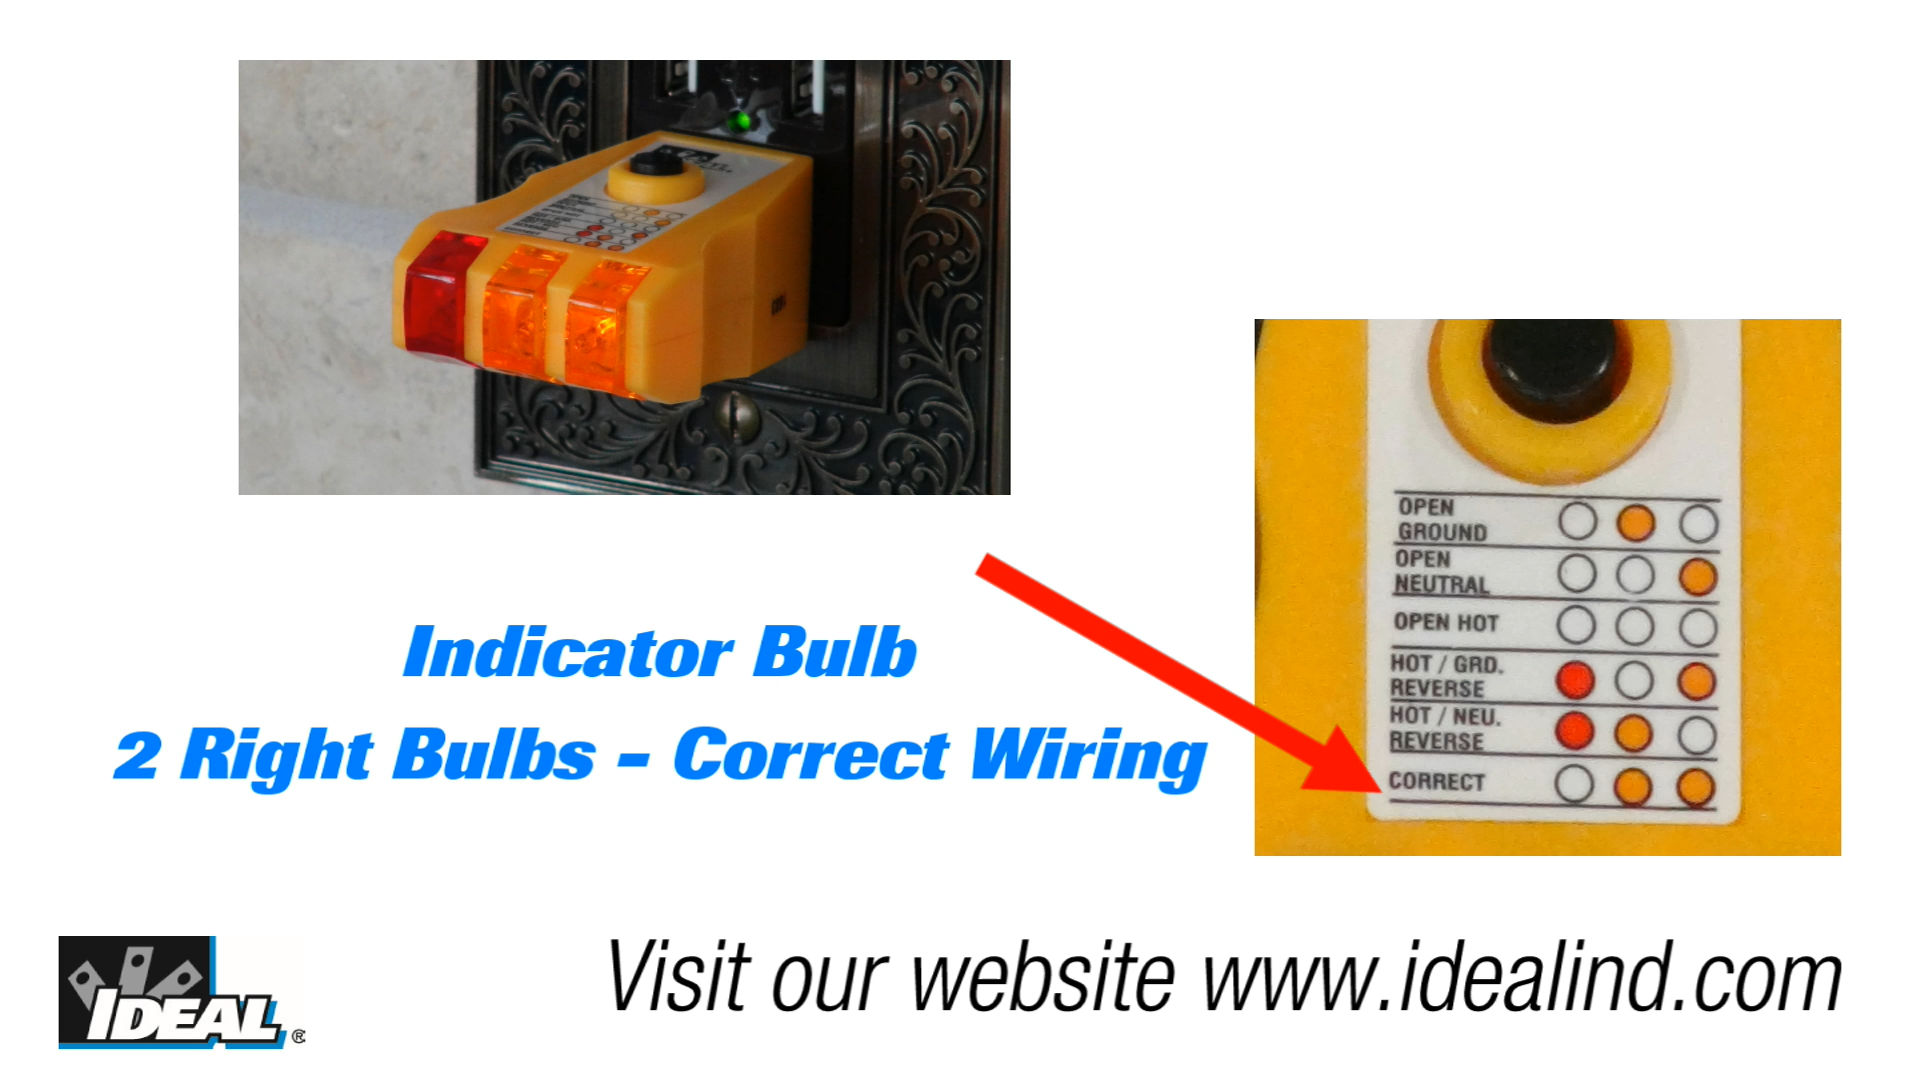 Indicator Bulb
2 Right Bulbs - Correct Wiring
OPEN
GROUND
OPEN
NEUTRAL
OPEN HOT
HOT / GRD.
REVERSE
HOT / NEU.
REVERSE
CORRECT
IDEAL ®
Visit our website www.idealind.com